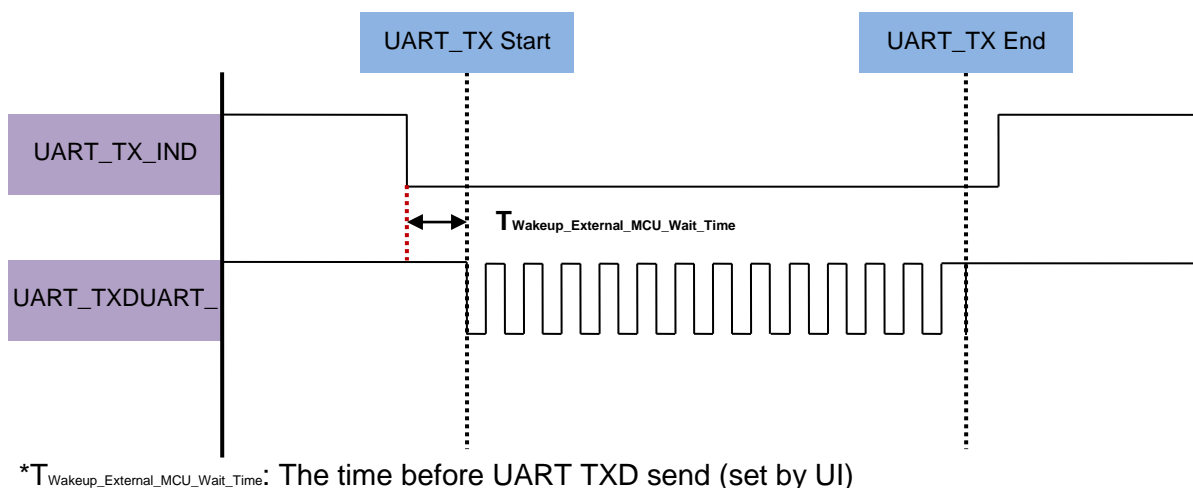 UART_TX Start
UART_TX End
UART_TX_IND
TWakeup_External_MCU_Wait_Time
UART_TXDUART_
*TWakeup_External_MCU_Wait_Time: The time before UART TXD send (set by UI)